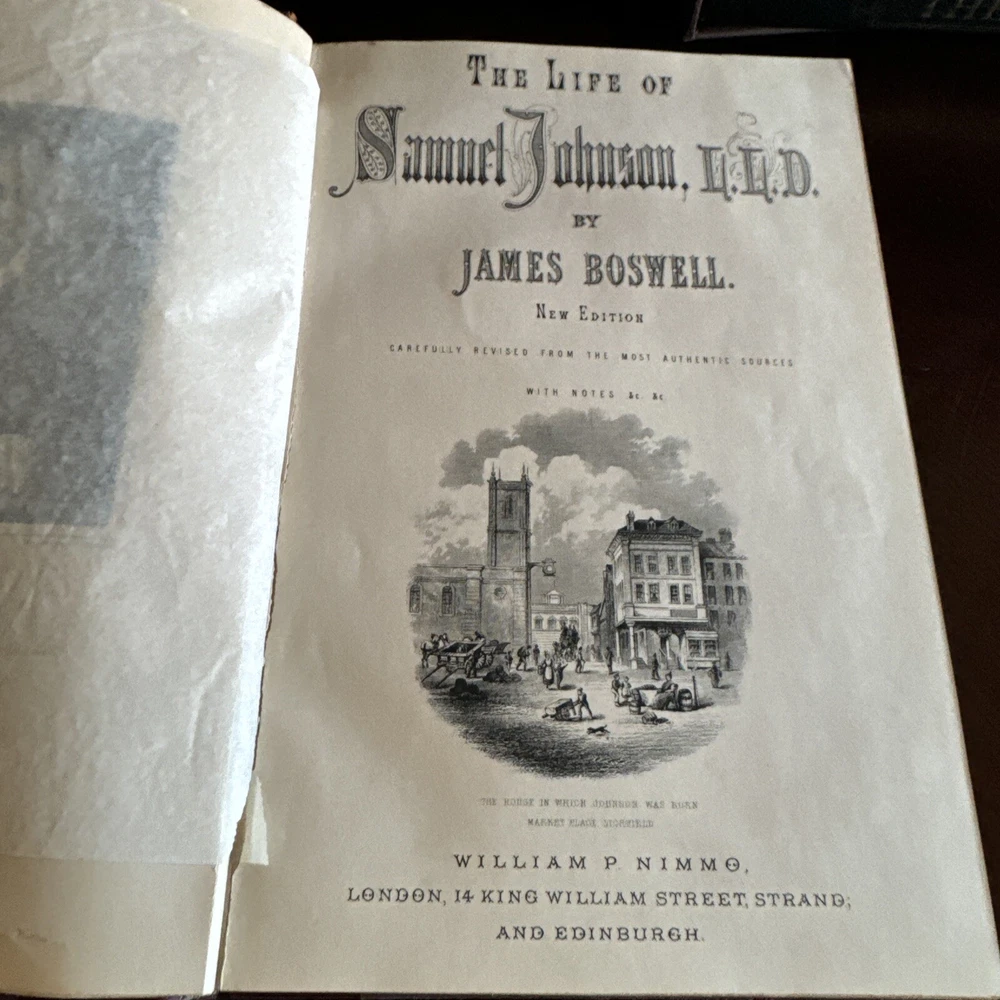 THE LIFE OF
Samuel Johnson, L.L.D.
BY
JAMES BOSWELL.
NEW EDITION
CAREFULLY REVISED FROM THE MOST AUTHENTIC SOURCES
WITH NOTES &c. &c
THE HOUSE IN WHICH JOHNSON WAS BORN
MARKET PLACE
WILLIAM P. NIMMO,
LONDON, 14 KING WILLIAM STREET, STRAND;
AND EDINBURGH.